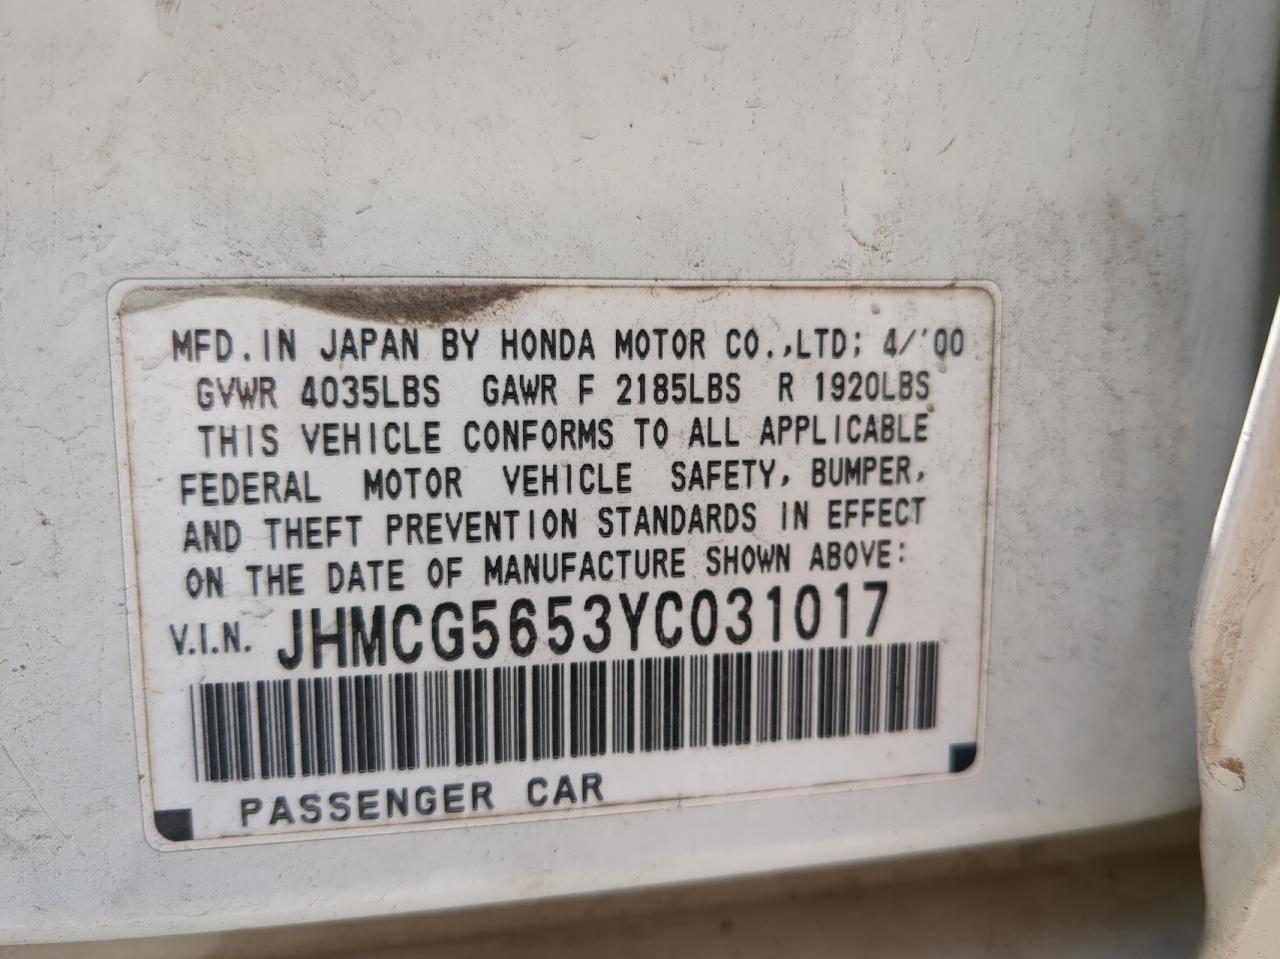 MFD. IN JAPAN BY HONDA MOTOR CO.,LTD; 4/'00
GVWR 4035LBS GAWR F 2185LBS R 1920LBS
THIS VEHICLE CONFORMS TO ALL APPLICABLE
FEDERAL MOTOR VEHICLE SAFETY, BUMPER,
AND THEFT PREVENTION STANDARDS IN EFFECT
ON THE DATE OF MANUFACTURE SHOWN ABOVE:
V.I.N. JHMCG5653YC031017
PASSENGER CAR